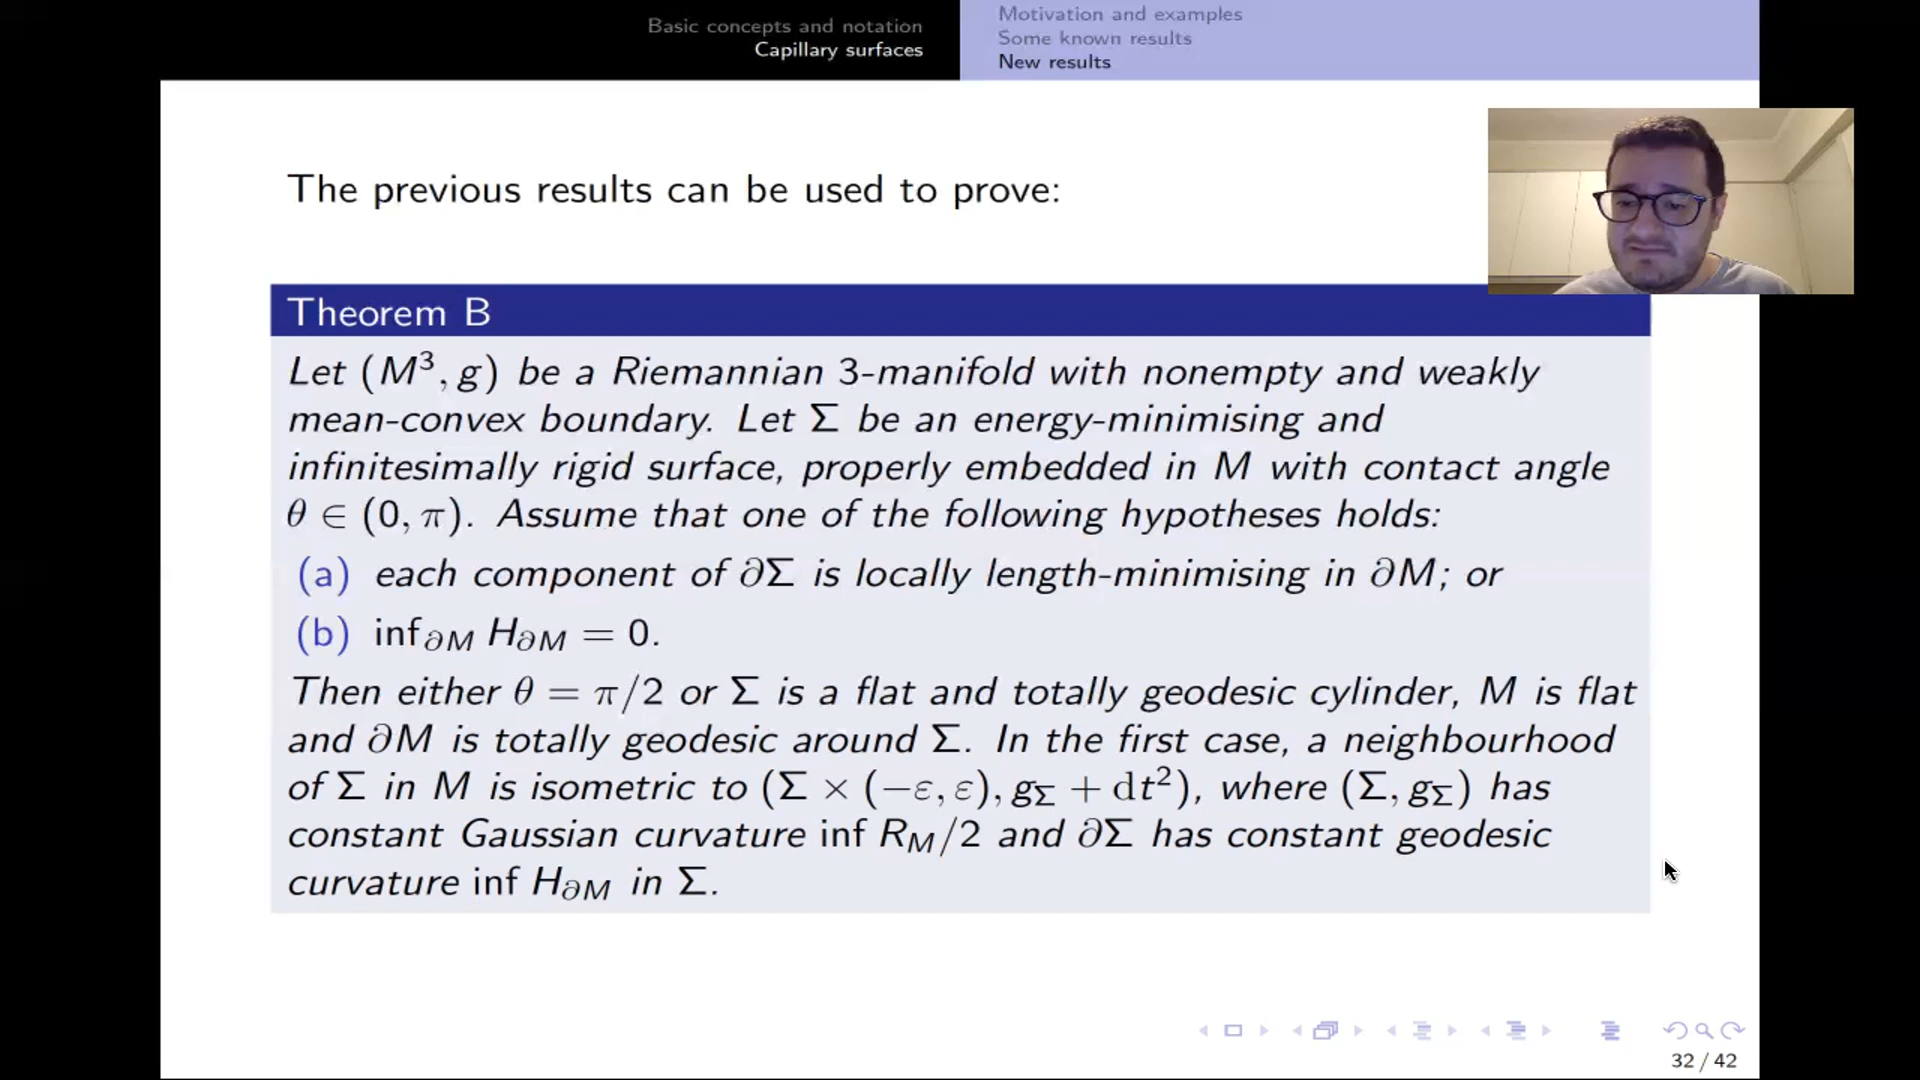 Basic concepts and notation
Capillary surfaces
Motivation and examples
Some known results
New results
The previous results can be used to prove:
Theorem B
Let (M³, g) be a Riemannian 3-manifold with nonempty and weakly
mean-convex boundary. Let Σ be an energy-minimising and
infinitesimally rigid surface, properly embedded in M with contact angle
θ ∈ (0, π). Assume that one of the following hypotheses holds:
(a) each component of ∂Σ is locally length-minimising in ∂M; or
(b) inf_{∂M} H_{∂M} = 0.
Then either θ = π/2 or Σ is a flat and totally geodesic cylinder, M is flat
and ∂M is totally geodesic around Σ. In the first case, a neighbourhood
of Σ in M is isometric to (Σ × (−ε, ε), g_Σ + dt²), where (Σ, g_Σ) has
constant Gaussian curvature inf R_M/2 and ∂Σ has constant geodesic
curvature inf H_{∂M} in Σ.
32 / 42